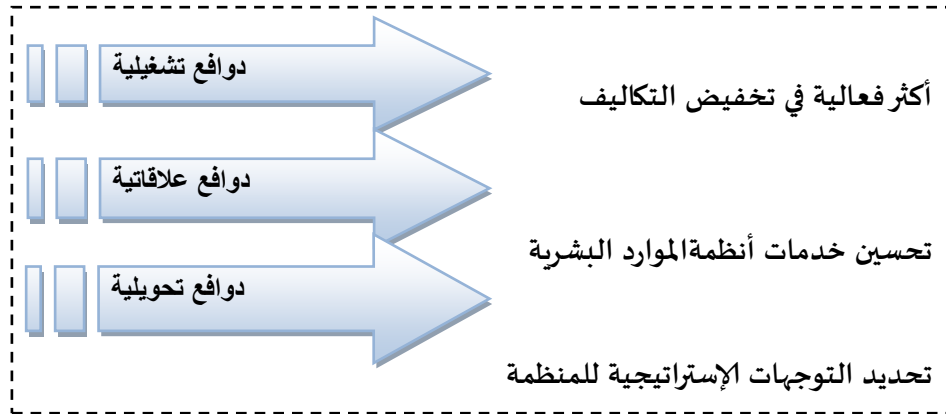 دوافع تشغيلية
أكثر فعالية في تخفيض التكاليف
دوافع علاقاتية
تحسين خدمات أنظمةالموارد البشرية
دوافع تحويلية
تحديد التوجهات الإستراتيجية للمنظمة